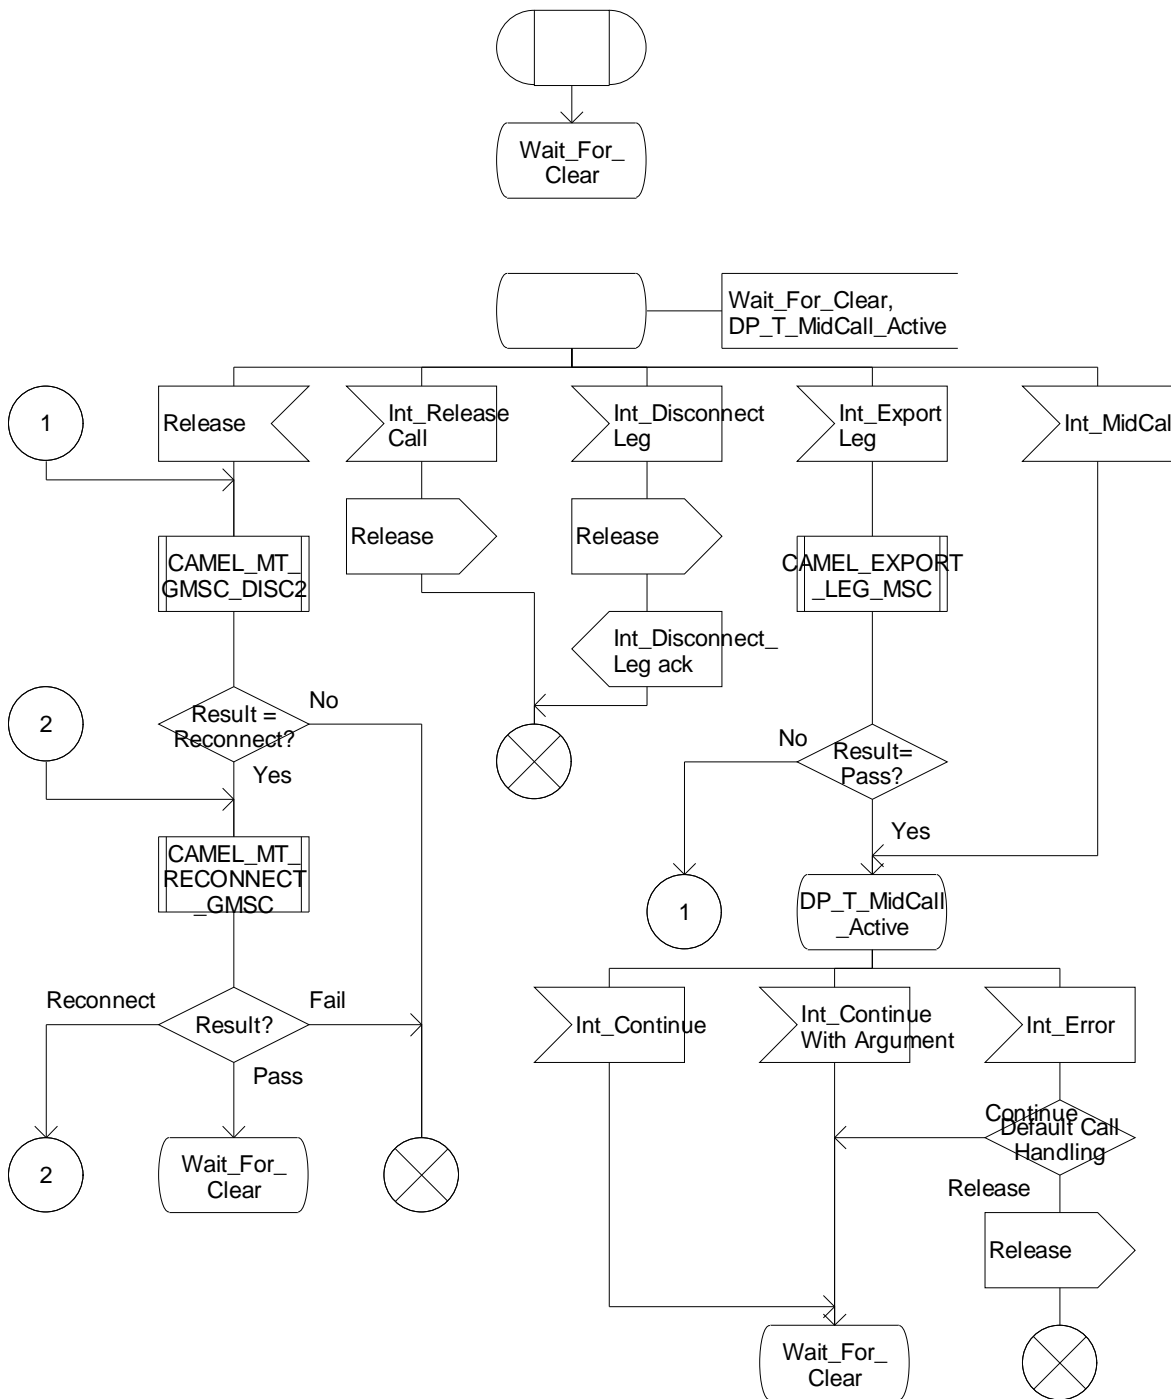 Wait_For_
Clear
Wait_For_Clear,
DP_T_MidCall_Active
1
Release
Int_Release
Call
Int_Disconnect
Leg
Int_Export
Leg
Int_MidCall
Release
Release
CAMEL_MT_
GMSC_DISC2
CAMEL_EXPORT
_LEG_MSC
Int_Disconnect_
Leg ack
2
Result =
Reconnect?
No
Yes
No
Result=
Pass?
Yes
CAMEL_MT_
RECONNECT
_GMSC
1
DP_T_MidCall
_Active
Reconnect
Result?
Fail
Pass
Int_Continue
Int_Continue
With Argument
Int_Error
Continue
Default Call
Handling
2
Wait_For_
Clear
Release
Release
Wait_For_
Clear